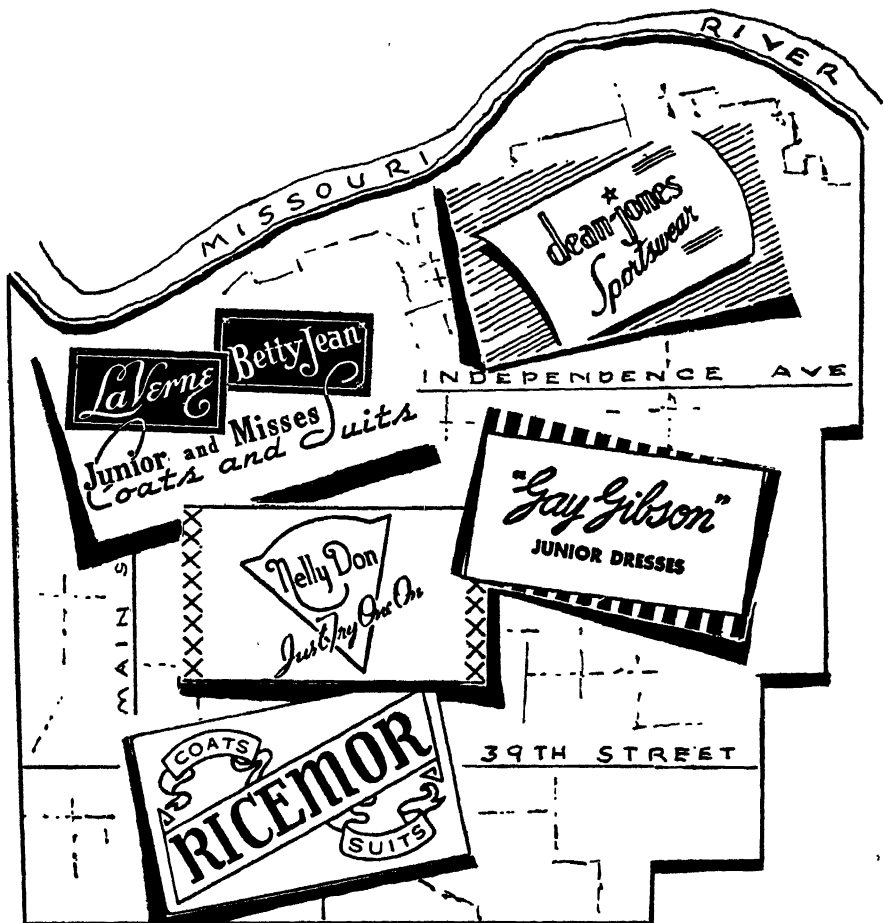 MISSOURI RIVER
dean-jones
Sportswear
LaVerne
Betty Jean
Junior and Misses
Coats and Suits
INDEPENDENCE AVE
"Gay Gibson"
JUNIOR DRESSES
Nelly Don
Just Try One On
MAIN S
COATS
RICEMOR
SUITS
39TH STREET